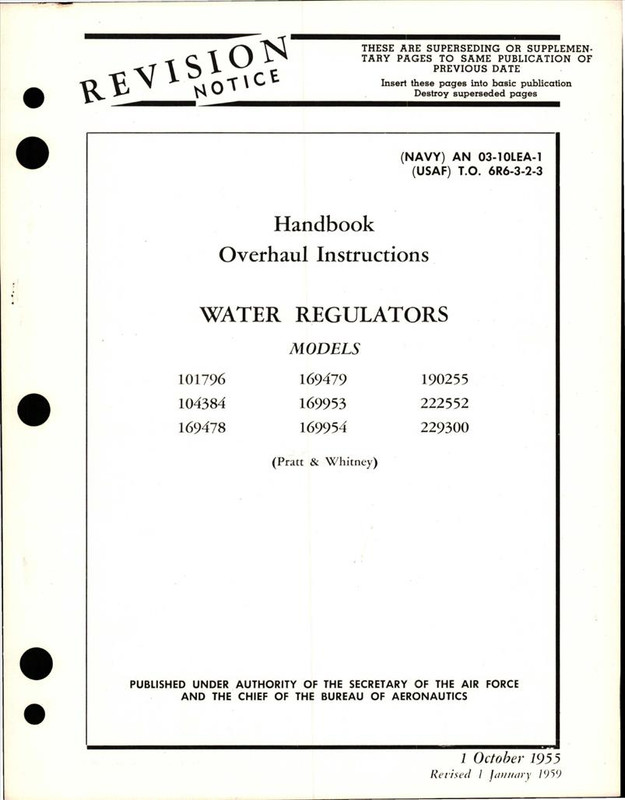 REVISION
NOTICE
THESE ARE SUPERSEDING OR SUPPLEMEN-
TARY PAGES TO SAME PUBLICATION OF
PREVIOUS DATE
Insert these pages into basic publication
Destroy superseded pages
(NAVY) AN 03-10LEA-1
(USAF) T.O. 6R6-3-2-3
Handbook
Overhaul Instructions
WATER REGULATORS
MODELS
101796 169479 190255
104384 169953 222552
169478 169954 229300
(Pratt & Whitney)
PUBLISHED UNDER AUTHORITY OF THE SECRETARY OF THE AIR FORCE
AND THE CHIEF OF THE BUREAU OF AERONAUTICS
1 October 1955
Revised 1 January 1959